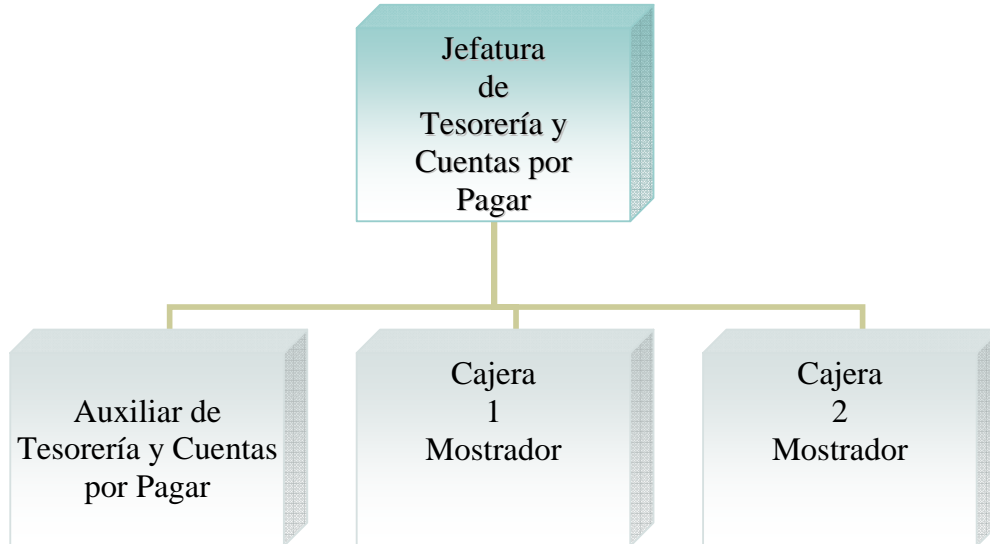 Jefatura
de
Tesorería y
Cuentas por
Pagar
Auxiliar de
Tesorería y Cuentas
por Pagar
Cajera
1
Mostrador
Cajera
2
Mostrador